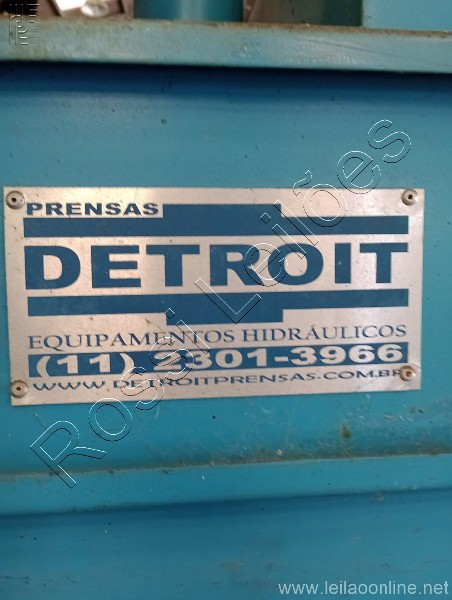 PRENSAS
DETROIT
EQUIPAMENTOS HIDRÁULICOS
(11) 2301-3966
WWW.DETROITPRENSAS.COM.BR
Rossi Leilões
www.leilaoonline.net